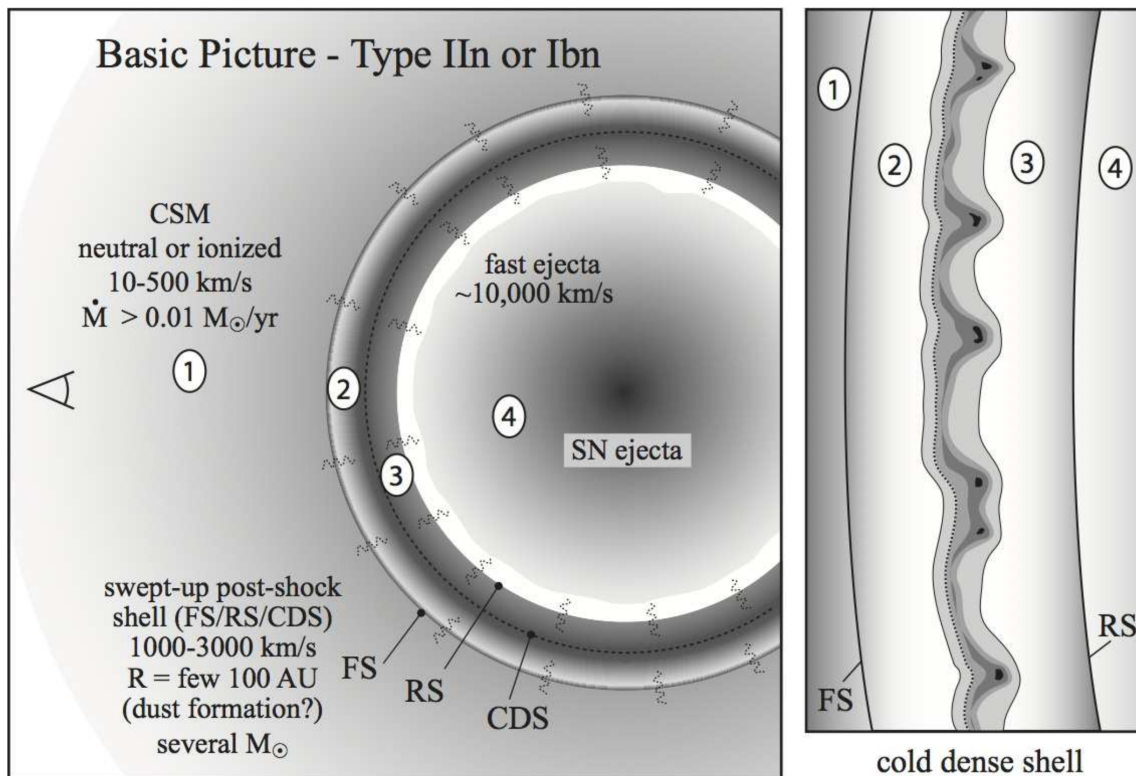 Basic Picture - Type IIn or Ibn
CSM
neutral or ionized
10-500 km/s
Ṁ > 0.01 M☉/yr
1
2
3
4
fast ejecta
~10,000 km/s
SN ejecta
swept-up post-shock
shell (FS/RS/CDS)
1000-3000 km/s
R = few 100 AU
(dust formation?)
several M☉
FS
RS
CDS
1
2
3
4
FS
RS
cold dense shell